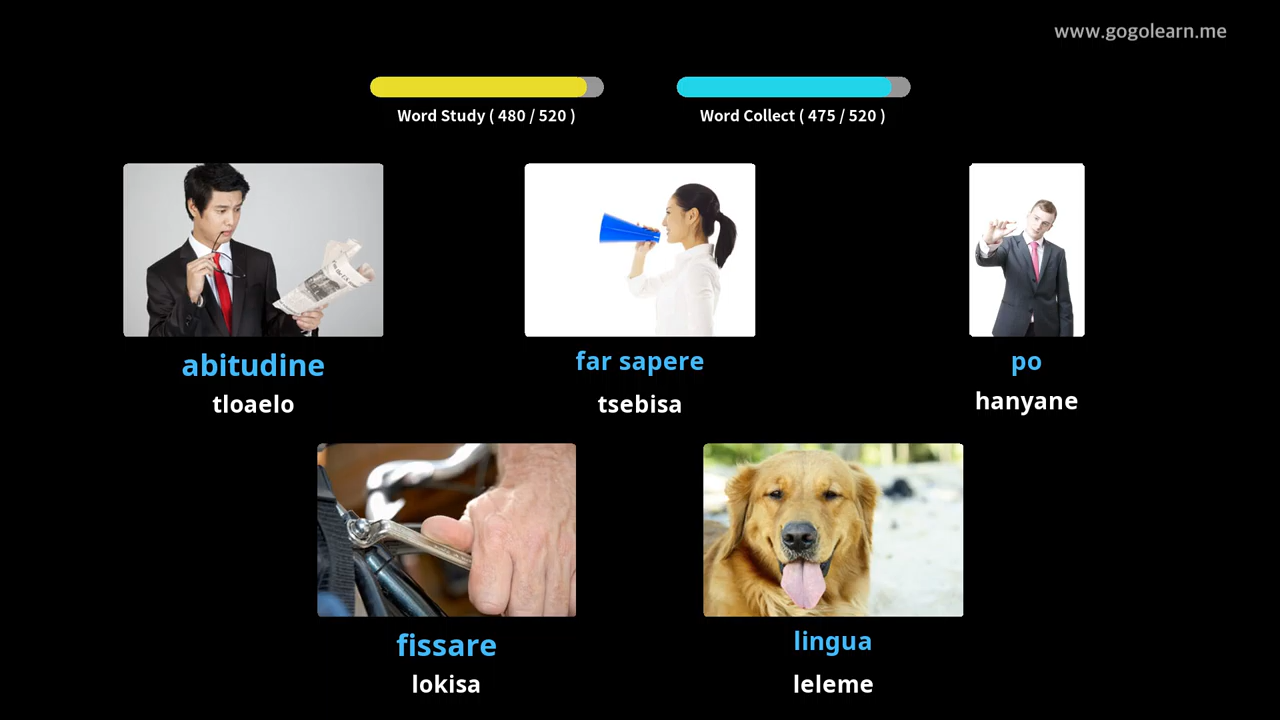 www.gogolearn.me
Word Study ( 480 / 520 )
Word Collect ( 475 / 520 )
abitudine
tloaelo
far sapere
tsebisa
po
hanyane
fissare
lokisa
lingua
leleme